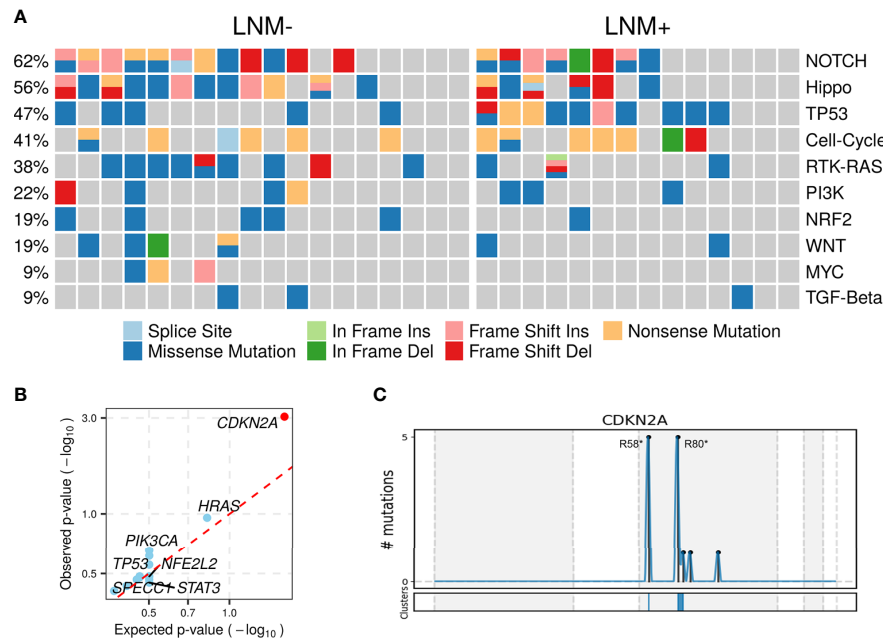 A
LNM-
LNM+
62% NOTCH
56% Hippo
47% TP53
41% Cell-Cycle
38% RTK-RAS
22% PI3K
19% NRF2
19% WNT
9% MYC
9% TGF-Beta
Splice Site
In Frame Ins
Frame Shift Ins
Nonsense Mutation
Missense Mutation
In Frame Del
Frame Shift Del
B
Observed p-value (−log10)
3.0
1.0
0.5
CDKN2A
HRAS
PIK3CA
TP53
NFE2L2
SPECC1
STAT3
0.5 0.7 1.0
Expected p-value (−log10)
C
CDKN2A
# mutations
5
0
R58*
R80*
Clusters